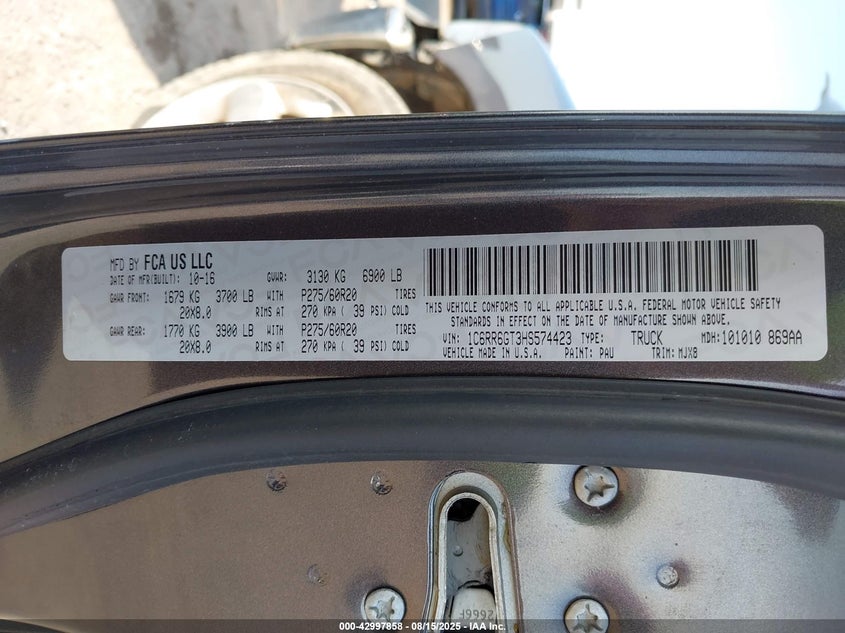 MFD BY FCA US LLC
DATE OF MFR(BUILT): 10-16 GVWR: 3130 KG 6900 LB
GAWR FRONT: 1679 KG 3700 LB WITH P275/60R20 TIRES
20X8.0 RIMS AT 270 KPA ( 39 PSI) COLD
GAWR REAR: 1770 KG 3900 LB WITH P275/60R20 TIRES
20X8.0 RIMS AT 270 KPA ( 39 PSI) COLD
THIS VEHICLE CONFORMS TO ALL APPLICABLE U.S.A. FEDERAL MOTOR VEHICLE SAFETY
STANDARDS IN EFFECT ON THE DATE OF MANUFACTURE SHOWN ABOVE.
VIN: 1C6RR6GT3HS574423 TYPE: TRUCK MDH: 101010 869AA
VEHICLE MADE IN U.S.A. PAINT: PAU TRIM: MJX8
2666F
000-42997858 - 08/15/2025 - IAA Inc.